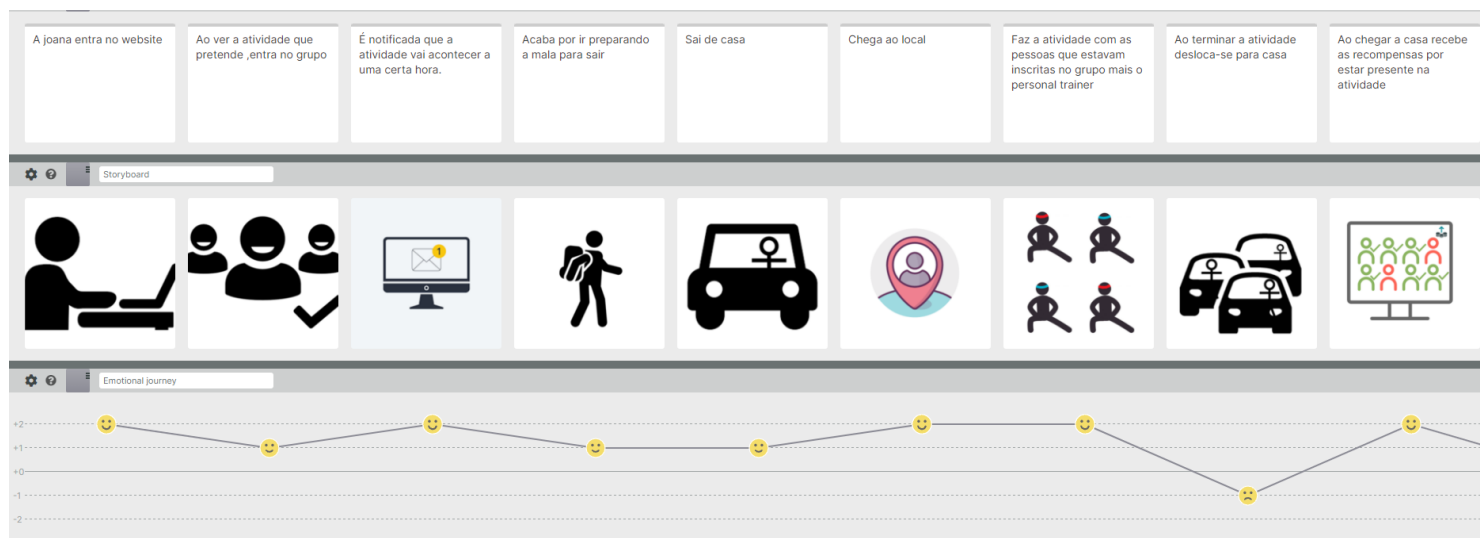 A joana entra no website
Ao ver a atividade que
pretende ,entra no grupo
É notificada que a
atividade vai acontecer a
uma certa hora.
Acaba por ir preparando
a mala para sair
Sai de casa
Chega ao local
Faz a atividade com as
pessoas que estavam
inscritas no grupo mais o
personal trainer
Ao terminar a atividade
desloca-se para casa
Ao chegar a casa recebe
as recompensas por
estar presente na
atividade
Storyboard
1
Emotional journey
+2
+1
+0
-1
-2